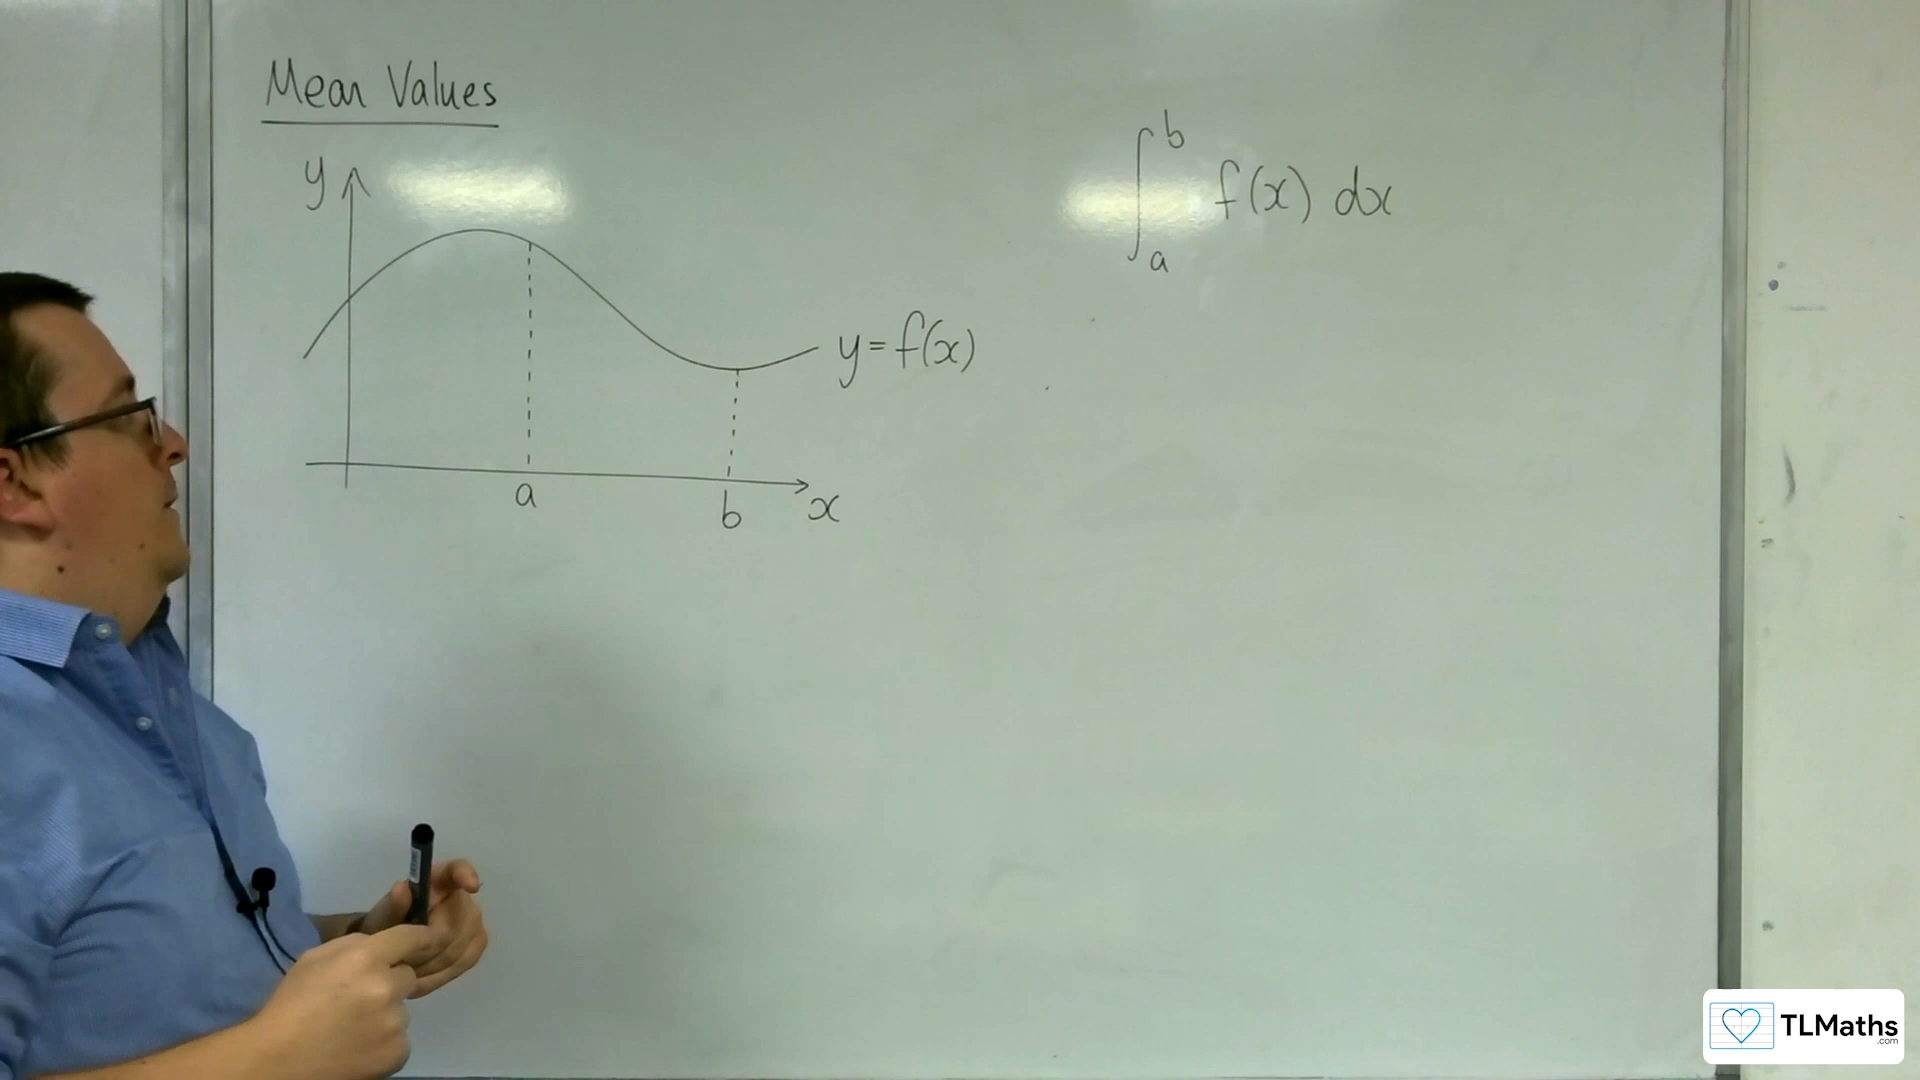 Mean Values
y
y=f(x)
a
b
x
∫ₐᵇ f(x) dx
TLMaths
.com